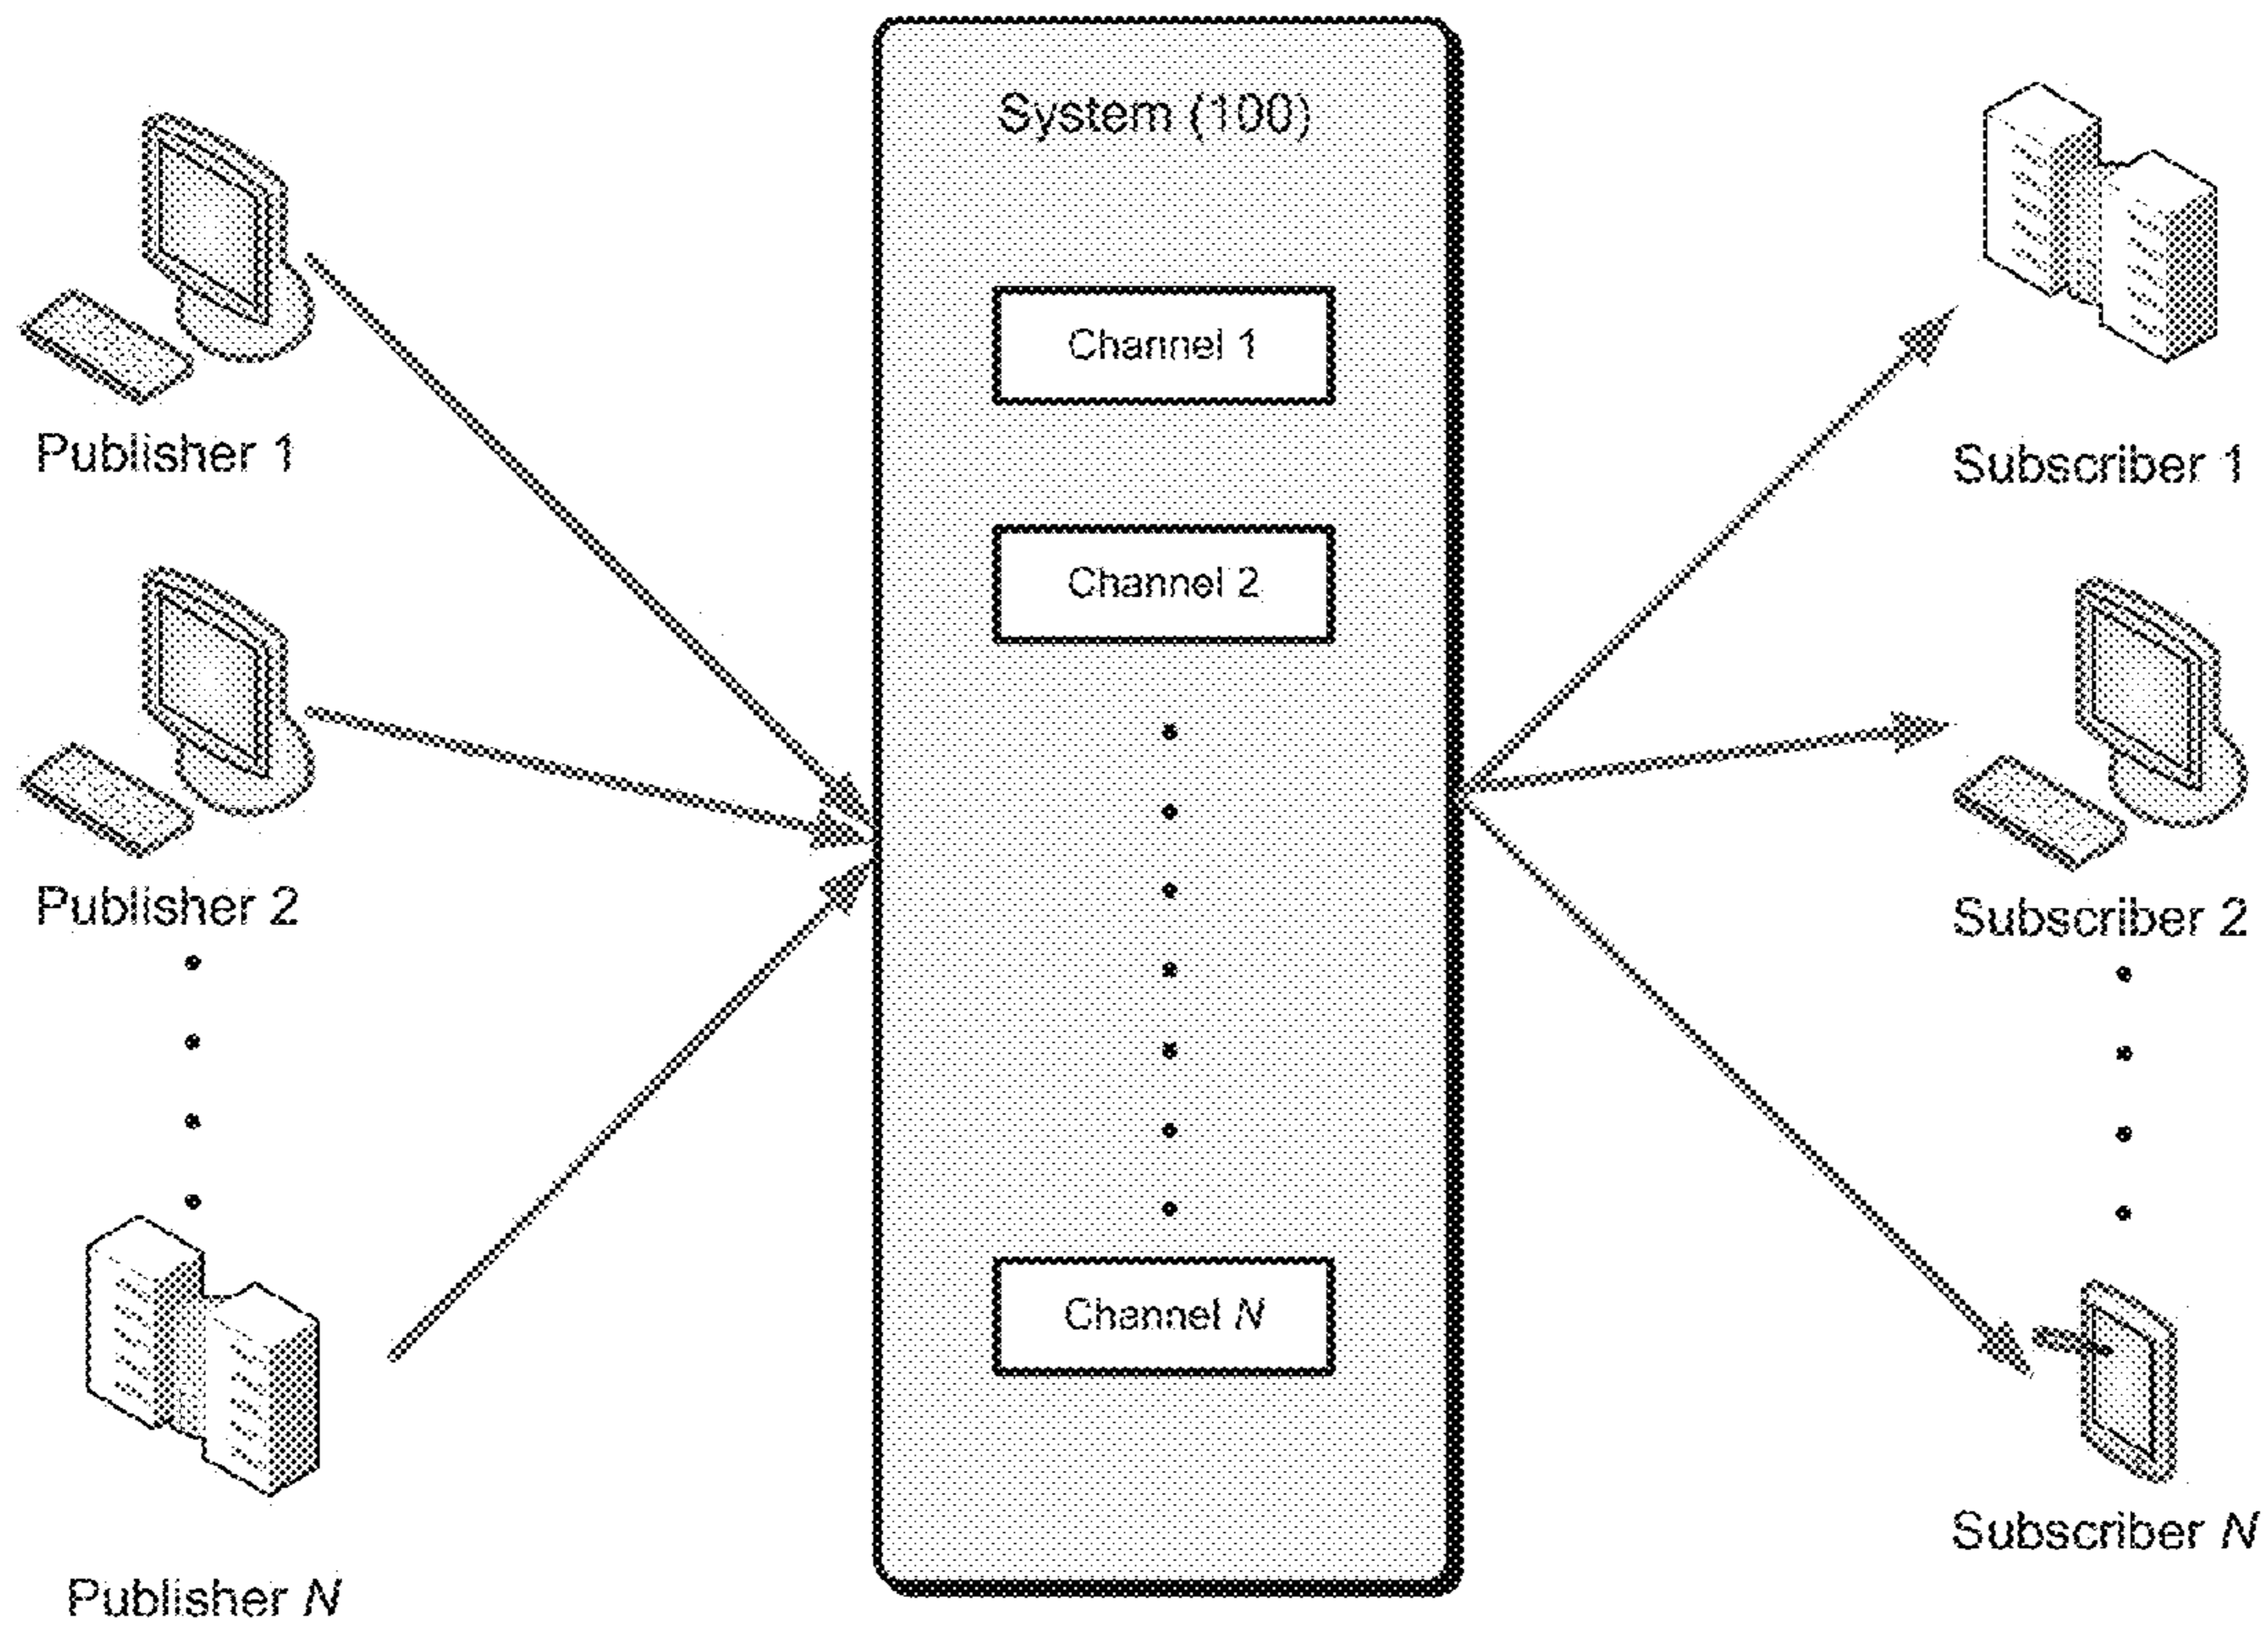 System (100)
Publisher 1
Publisher 2
Publisher N
Channel 1
Channel 2
Channel N
Subscriber 1
Subscriber 2
Subscriber N